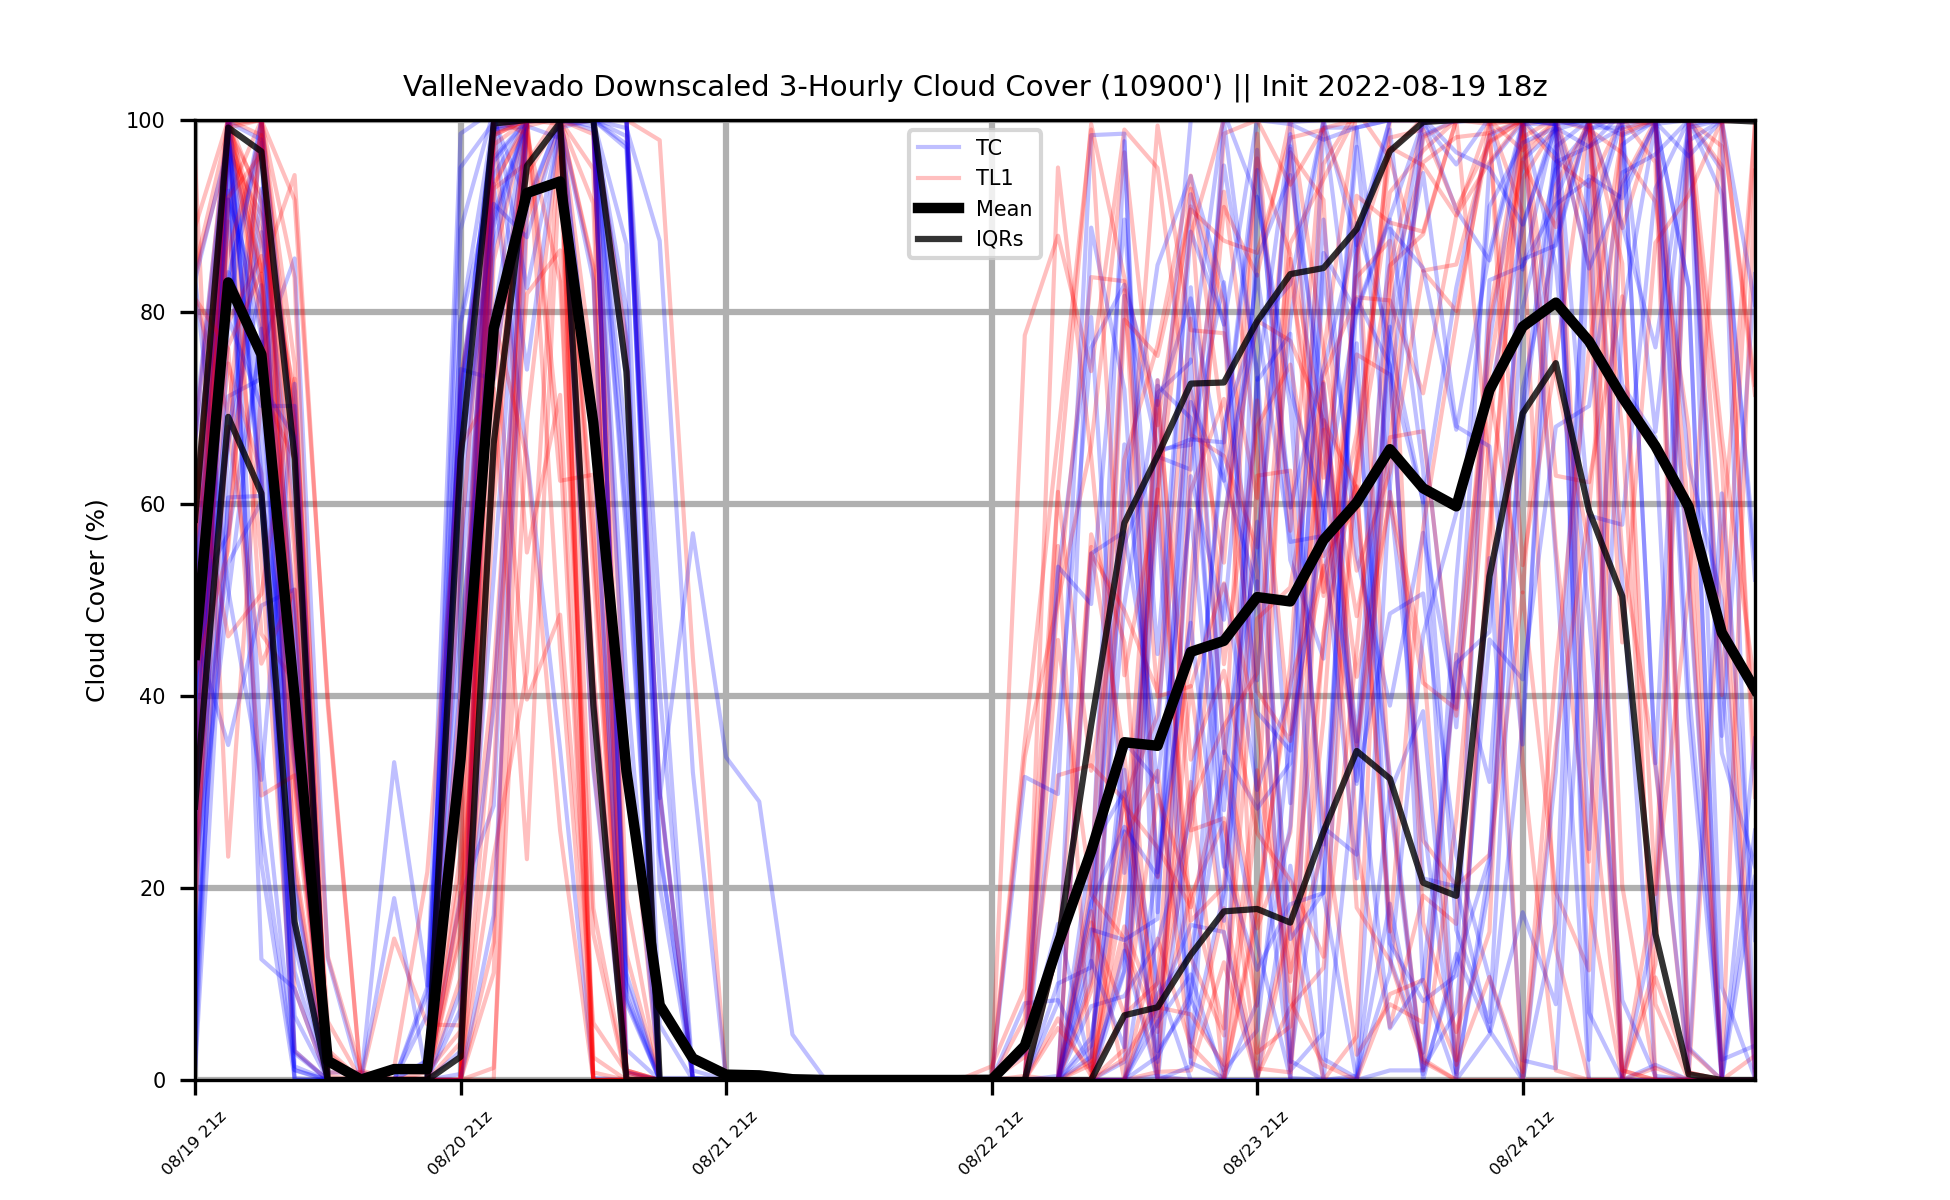 ValleNevado Downscaled 3-Hourly Cloud Cover (10900') || Init 2022-08-19 18z
TC
TL1
Mean
IQRs
Cloud Cover (%)
100
80
60
40
20
0
08/19 21z
08/20 21z
08/21 21z
08/22 21z
08/23 21z
08/24 21z